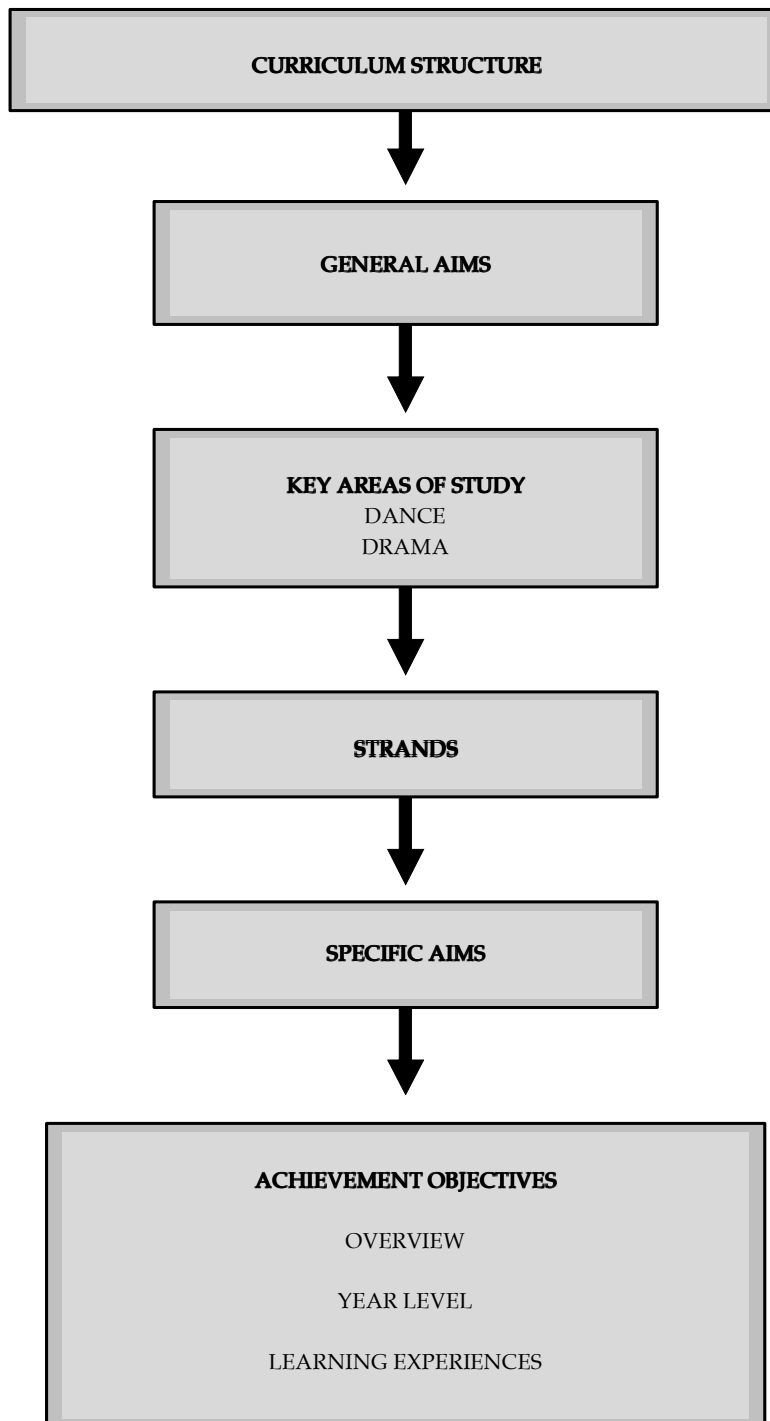 CURRICULUM STRUCTURE
GENERAL AIMS
KEY AREAS OF STUDY
DANCE
DRAMA
STRANDS
SPECIFIC AIMS
ACHIEVEMENT OBJECTIVES
OVERVIEW
YEAR LEVEL
LEARNING EXPERIENCES